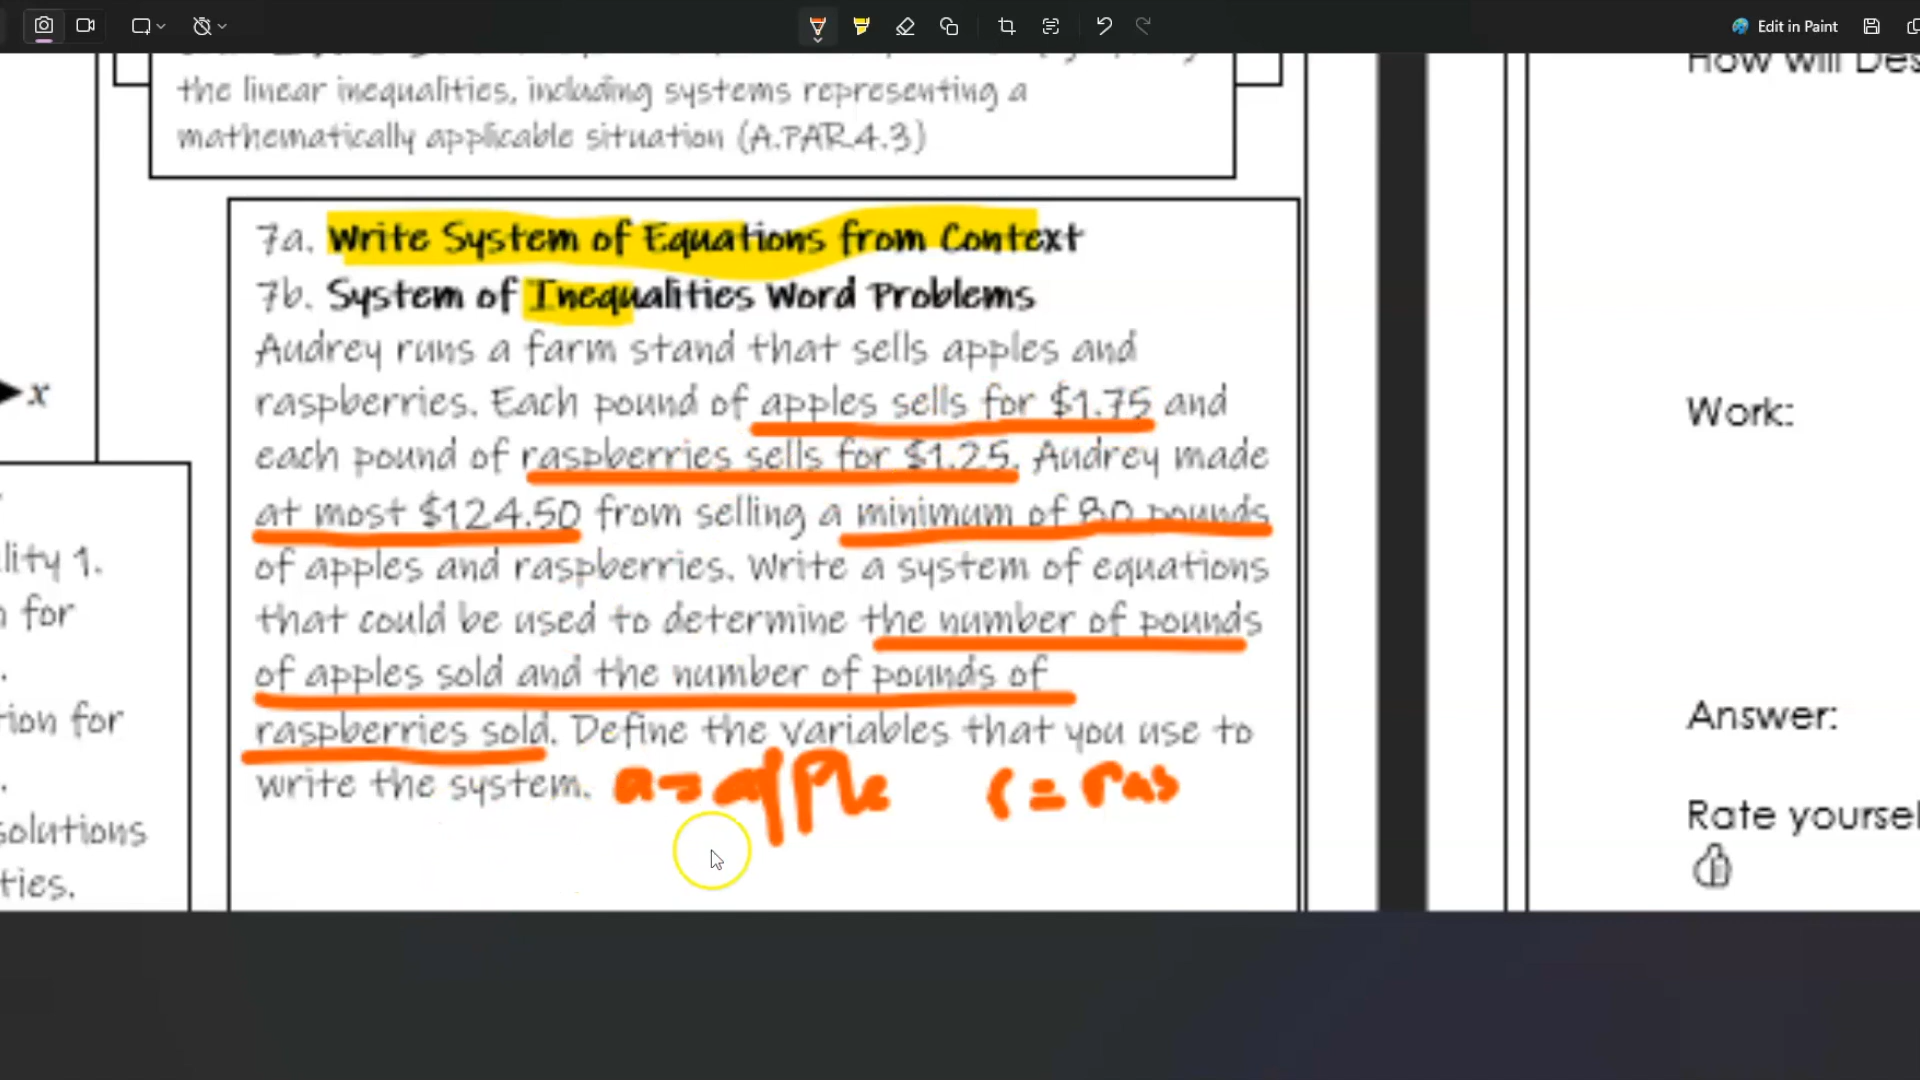 Edit in Paint
the linear inequalities, including systems representing a
mathematically applicable situation (A.PAR.4.3)
7a. Write System of Equations from Context
7b. System of Inequalities Word Problems
Audrey runs a farm stand that sells apples and
raspberries. Each pound of apples sells for $1.75 and
each pound of raspberries sells for $1.25. Audrey made
at most $124.50 from selling a minimum of 80 pounds
of apples and raspberries. Write a system of equations
that could be used to determine the number of pounds
of apples sold and the number of pounds of
raspberries sold. Define the variables that you use to
write the system. a = apple r = ras
x
lity 1.
for
.
tion for
.
solutions
ties.
How will Des
Work:
Answer:
Rate yoursel